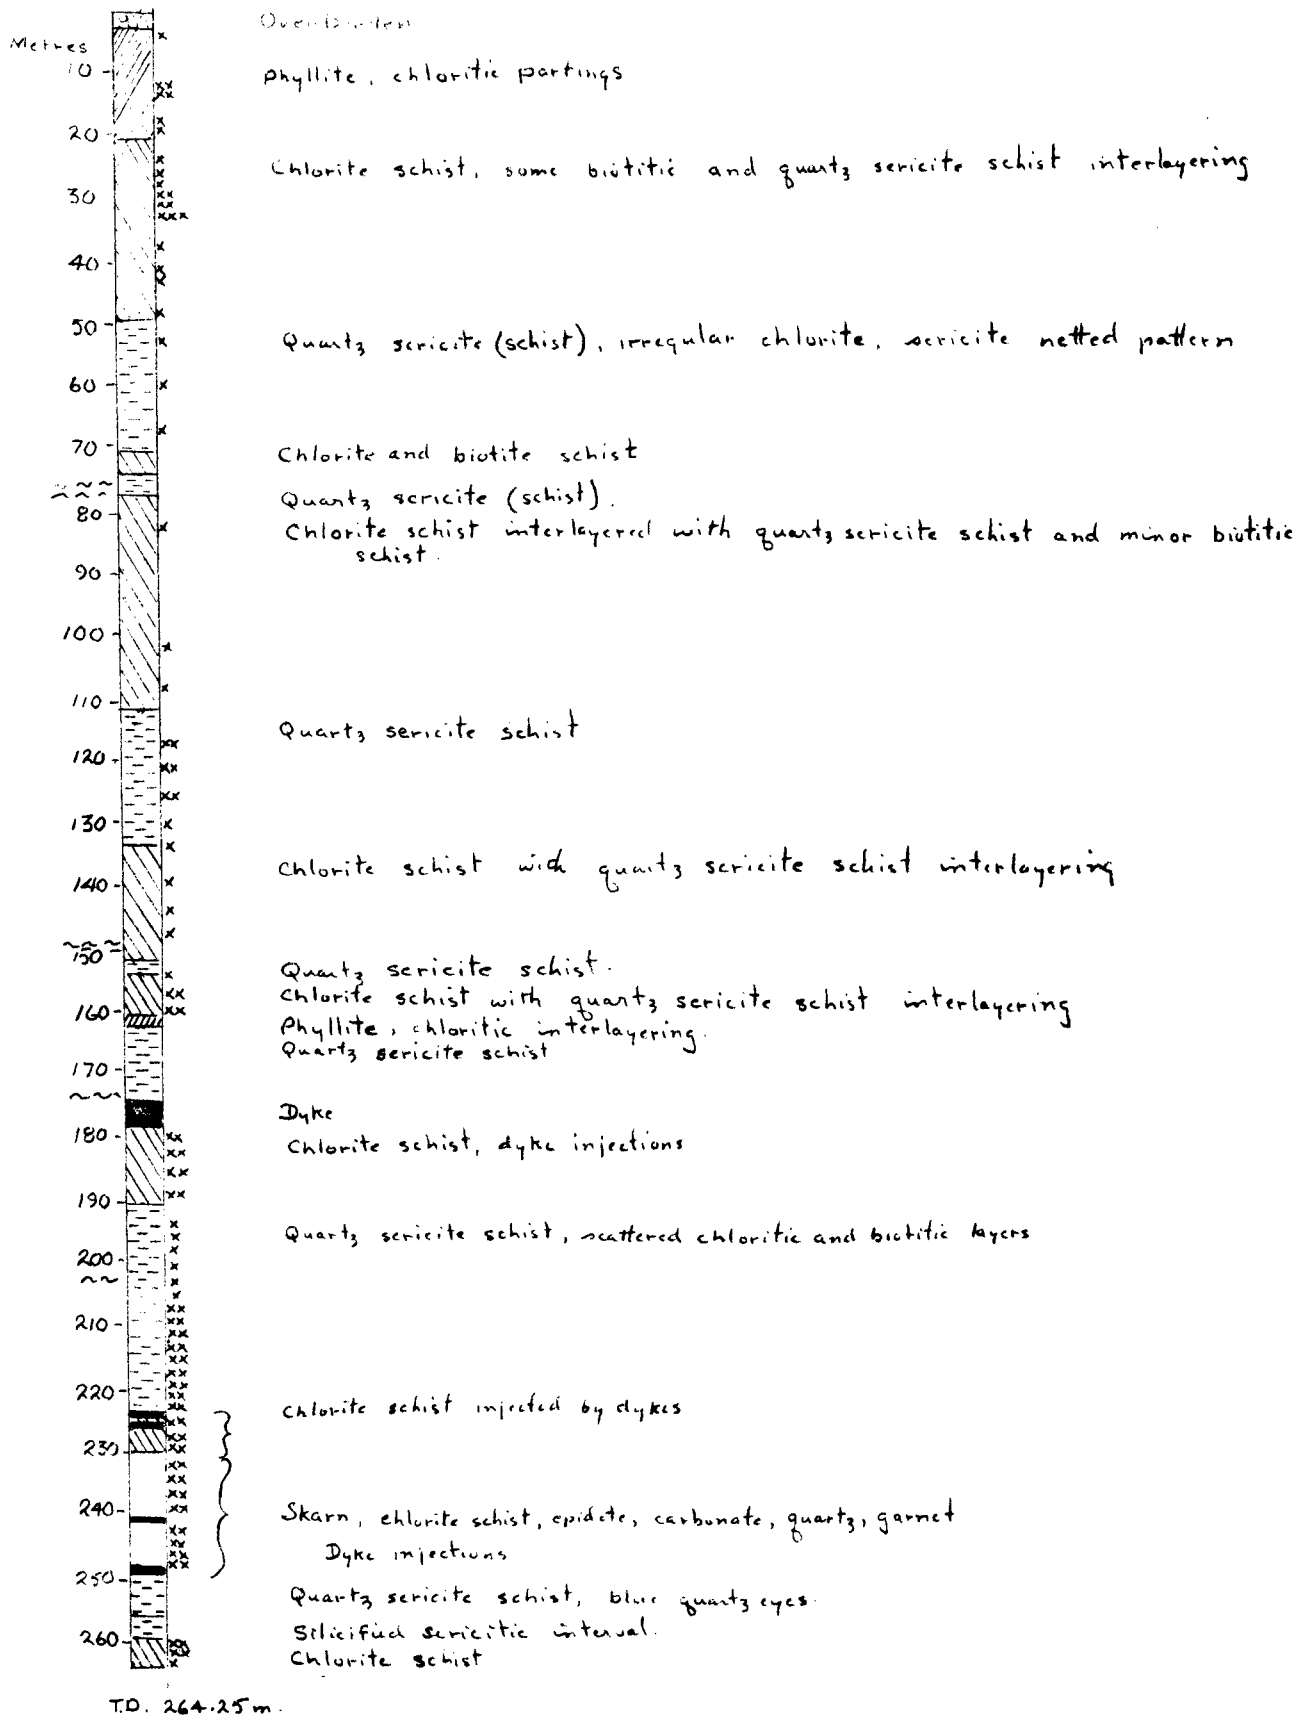 Overburden
Metres
10
Phyllite, chloritic partings
20
Chlorite schist, some biotitic and quartz sericite schist interlayering
30
40
50
Quartz sericite (schist), irregular chlorite, sericite netted pattern
60
70
Chlorite and biotite schist
Quartz sericite (schist).
80
Chlorite schist interlayered with quartz sericite schist and minor biotitic
schist.
90
100
110
Quartz sericite schist
120
130
Chlorite schist with quartz sericite schist interlayering
140
150
Quartz sericite schist.
Chlorite schist with quartz sericite schist interlayering
160
Phyllite, chloritic interlayering.
Quartz sericite schist
170
Dyke
180
Chlorite schist, dyke injections
190
Quartz sericite schist, scattered chloritic and biotitic layers
200
210
220
Chlorite schist injected by dykes
230
240
Skarn, chlorite schist, epidote, carbonate, quartz, garnet
Dyke injections
250
Quartz sericite schist, blue quartz eyes.
Silicified sericitic interval.
260
Chlorite schist
T.D. 264.25 m.